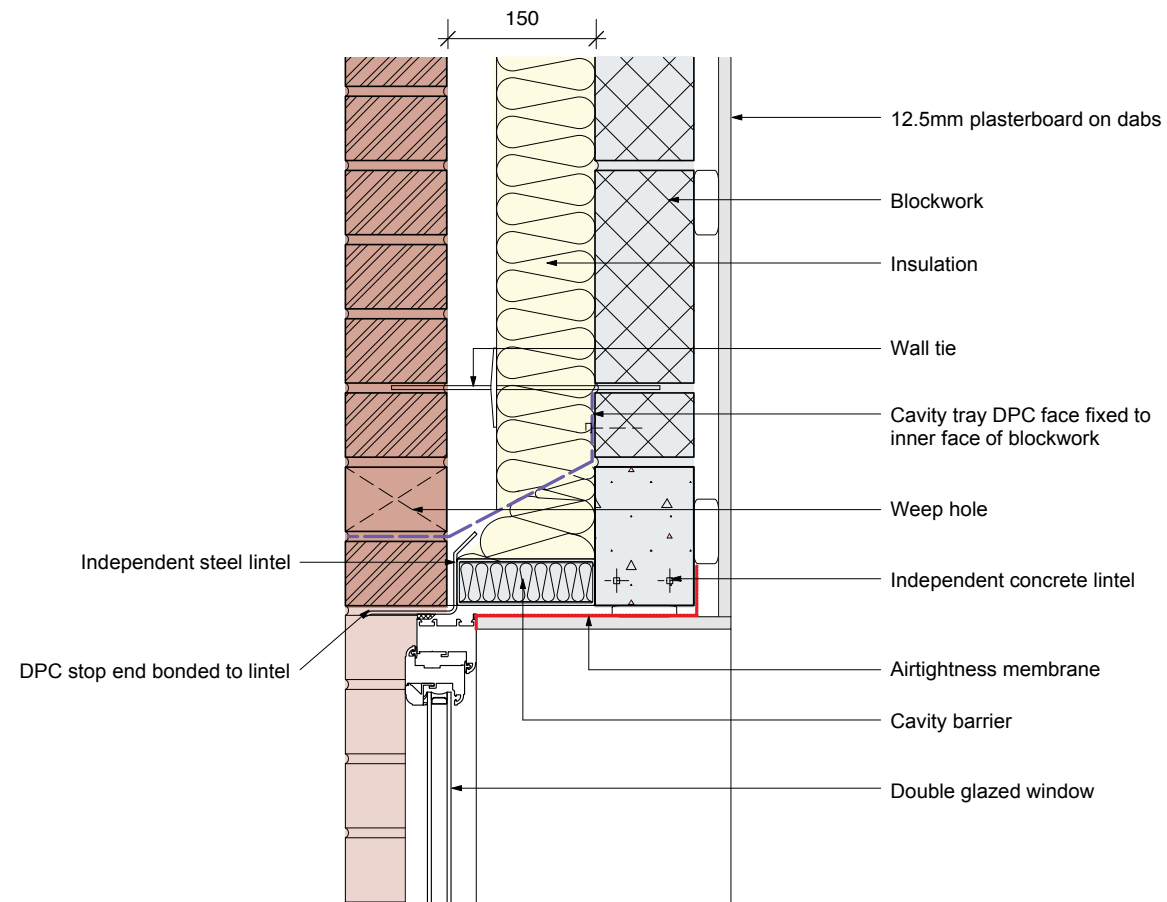 150
12.5mm plasterboard on dabs
Blockwork
Insulation
Wall tie
Cavity tray DPC face fixed to
inner face of blockwork
Weep hole
Independent steel lintel
Independent concrete lintel
DPC stop end bonded to lintel
Airtightness membrane
Cavity barrier
Double glazed window